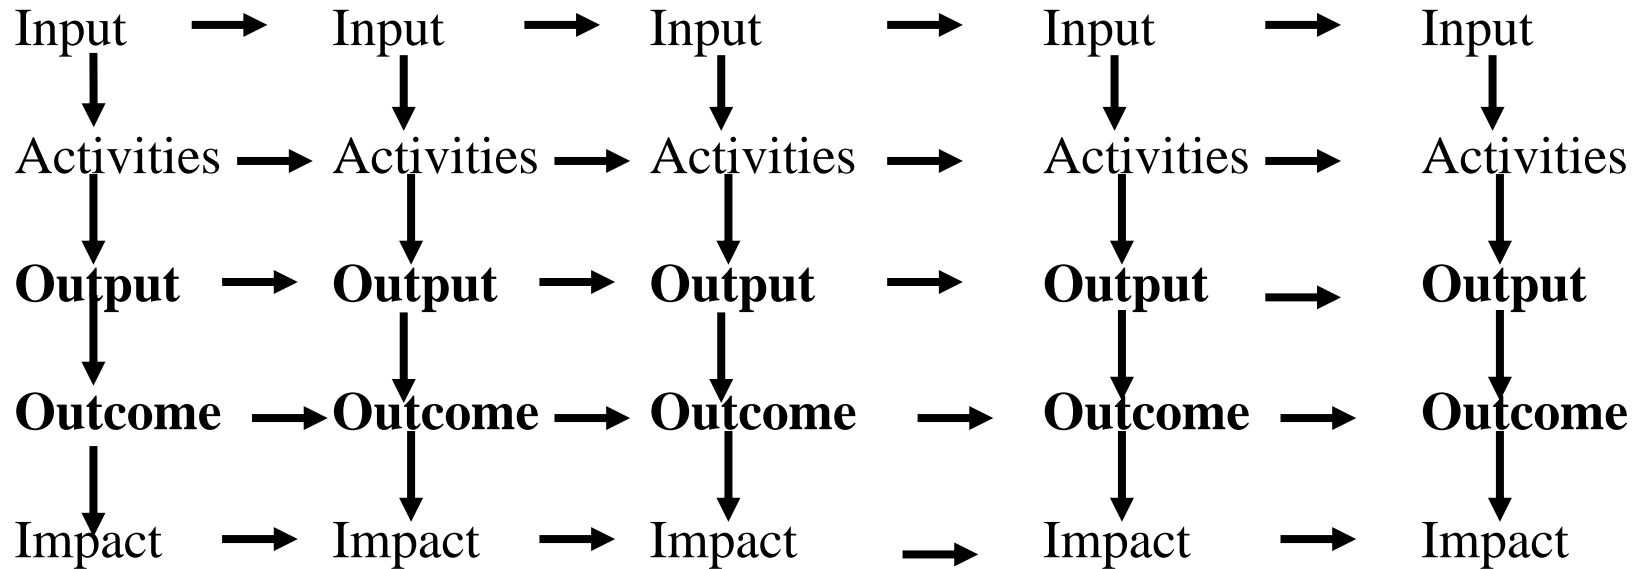 Input Input Input Input Input
Activities Activities Activities Activities Activities
Output Output Output Output Output
Outcome Outcome Outcome Outcome Outcome
Impact Impact Impact Impact Impact